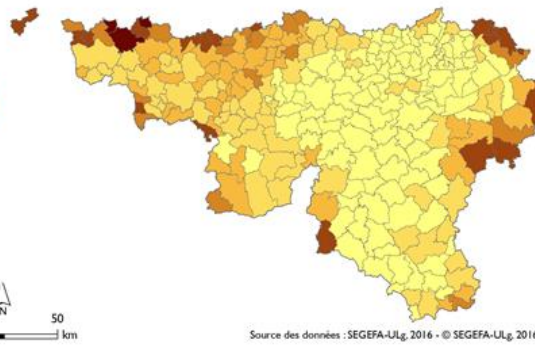 N
50
km
Source des données : SEGEFA-ULg, 2016 - © SEGEFA-ULg, 2016